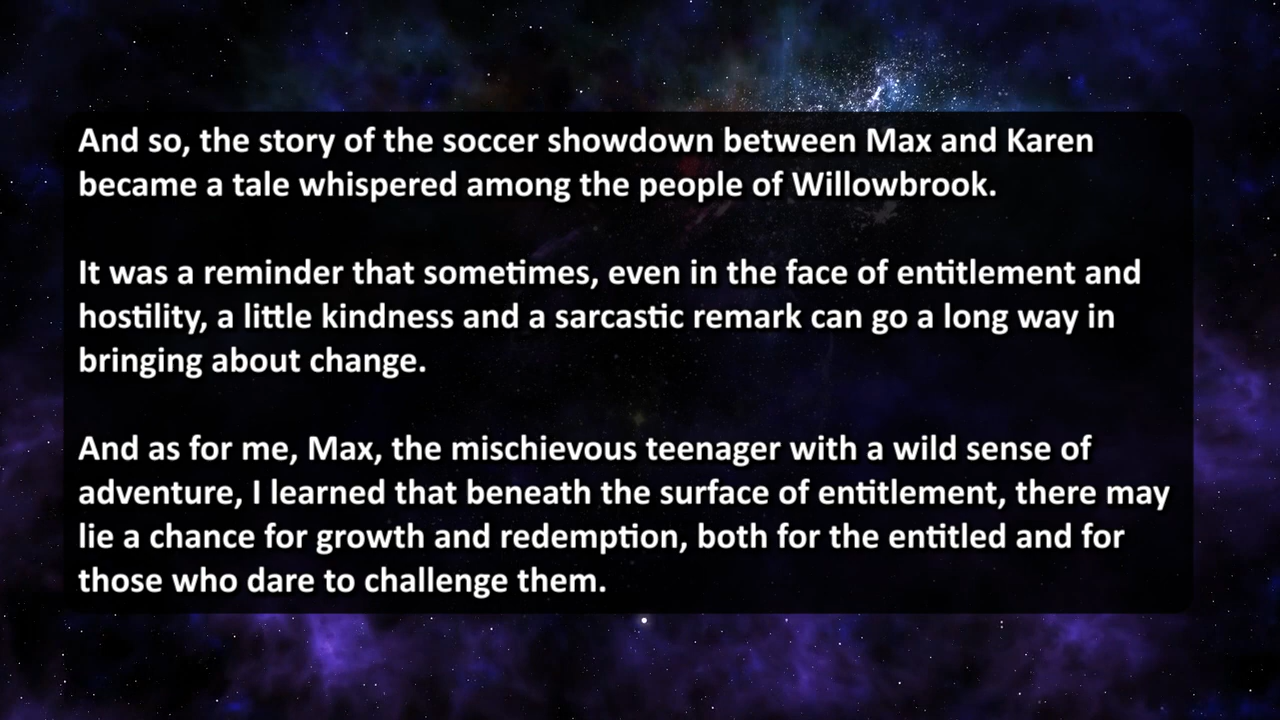 And so, the story of the soccer showdown between Max and Karen
became a tale whispered among the people of Willowbrook.
It was a reminder that sometimes, even in the face of entitlement and
hostility, a little kindness and a sarcastic remark can go a long way in
bringing about change.
And as for me, Max, the mischievous teenager with a wild sense of
adventure, I learned that beneath the surface of entitlement, there may
lie a chance for growth and redemption, both for the entitled and for
those who dare to challenge them.